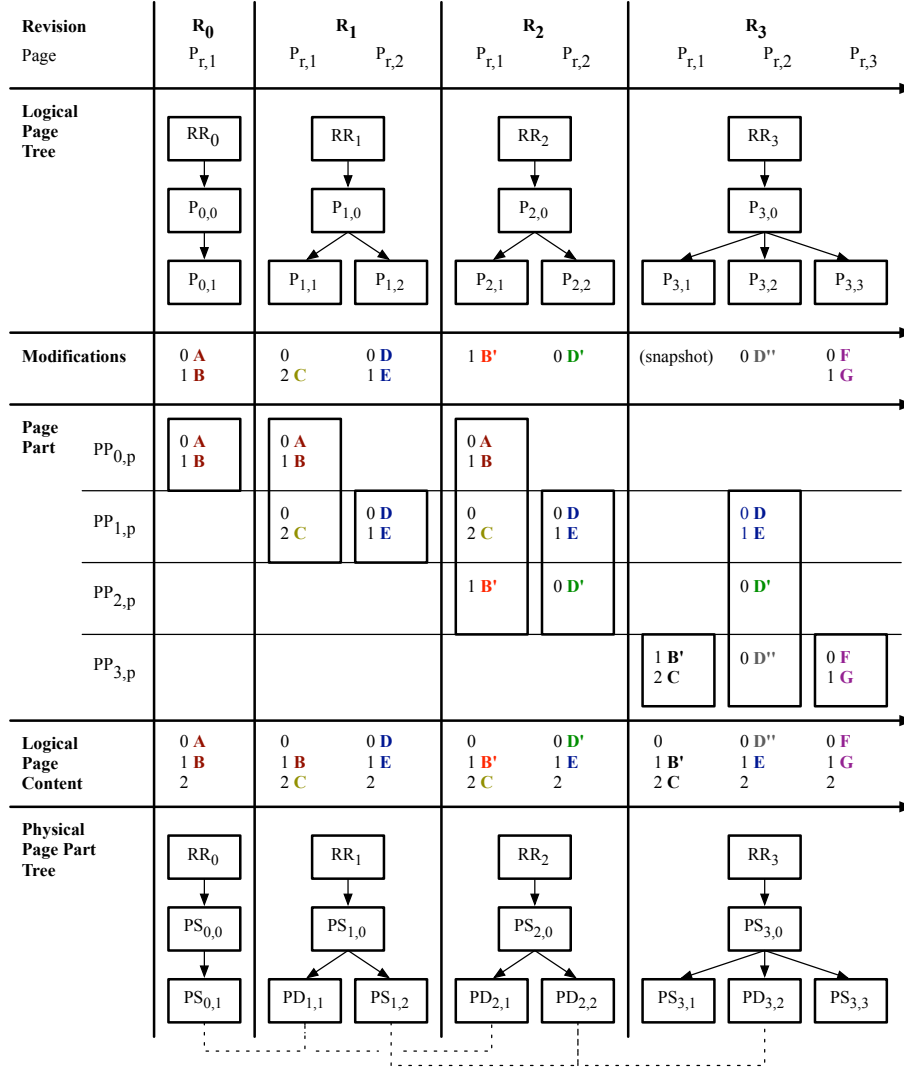 Revision R0 R1 R2 R3
Page Pr,1 Pr,1 Pr,2 Pr,1 Pr,2 Pr,1 Pr,2 Pr,3
Logical
Page
Tree
RR0 RR1 RR2 RR3
P0,0 P1,0 P2,0 P3,0
P0,1 P1,1 P1,2 P2,1 P2,2 P3,1 P3,2 P3,3
Modifications 0 A 0 0 D 1 B' 0 D' (snapshot) 0 D'' 0 F
1 B 2 C 1 E 1 G
Page
Part
PP0,p 0 A 0 A 0 A
1 B 1 B 1 B
PP1,p 0 0 D 0 0 D 0 D
2 C 1 E 2 C 1 E 1 E
PP2,p 1 B' 0 D' 0 D'
PP3,p 1 B' 0 D'' 0 F
2 C 1 G
Logical 0 A 0 0 D 0 0 D' 0 0 D'' 0 F
Page 1 B 1 B 1 E 1 B' 1 E 1 B' 1 E 1 G
Content 2 2 C 2 2 C 2 2 C 2 2
Physical
Page Part
Tree
RR0 RR1 RR2 RR3
PS0,0 PS1,0 PS2,0 PS3,0
PS0,1 PD1,1 PS1,2 PD2,1 PD2,2 PS3,1 PD3,2 PS3,3